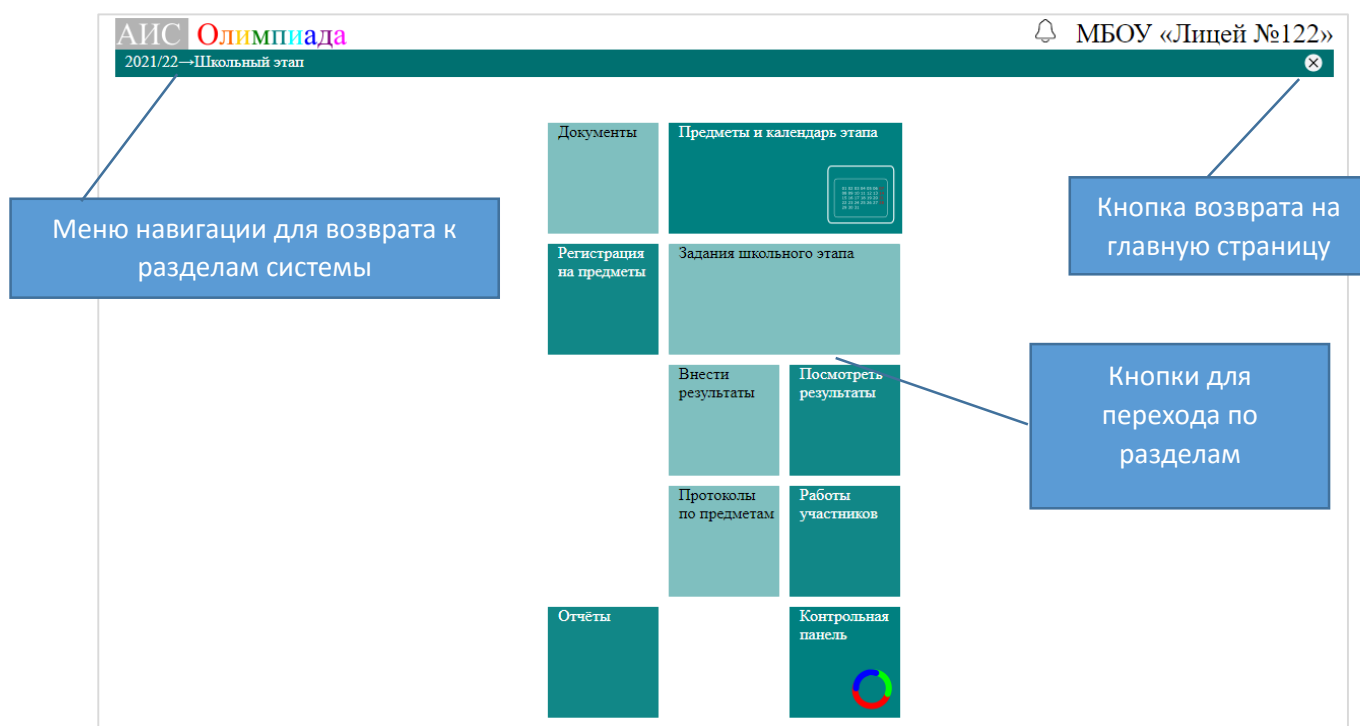 АИС Олимпиада
МБОУ «Лицей №122»
2021/22→Школьный этап
Документы
Предметы и календарь этапа
Меню навигации для возврата к
разделам системы
Кнопка возврата на
главную страницу
Регистрация
на предметы
Задания школьного этапа
Внести
результаты
Посмотреть
результаты
Кнопки для
перехода по
разделам
Протоколы
по предметам
Работы
участников
Отчёты
Контрольная
панель